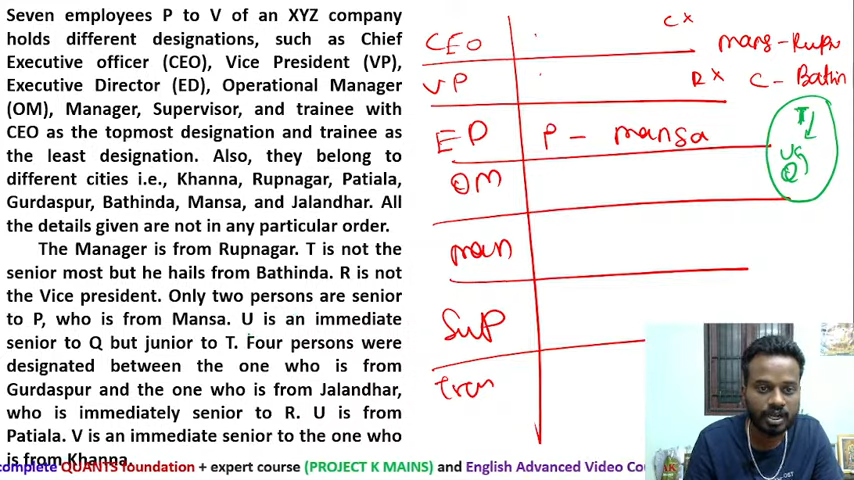 Seven employees P to V of an XYZ company
holds different designations, such as Chief
Executive officer (CEO), Vice President (VP),
Executive Director (ED), Operational Manager
(OM), Manager, Supervisor, and trainee with
CEO as the topmost designation and trainee as
the least designation. Also, they belong to
different cities i.e., Khanna, Rupnagar, Patiala,
Gurdaspur, Bathinda, Mansa, and Jalandhar. All
the details given are not in any particular order.
The Manager is from Rupnagar. T is not the
senior most but he hails from Bathinda. R is not
the Vice president. Only two persons are senior
to P, who is from Mansa. U is an immediate
senior to Q but junior to T. Four persons were
designated between the one who is from
Gurdaspur and the one who is from Jalandhar,
who is immediately senior to R. U is from
Patiala. V is an immediate senior to the one who
is from Khanna.
complete QUANTS foundation + expert course (PROJECT K MAINS) and English Advanced Video Cou
C x
CEO
mang - Rupn
VP
R x C - Bathin
ED P - mansa
T
U
Q
OM
man
SUP